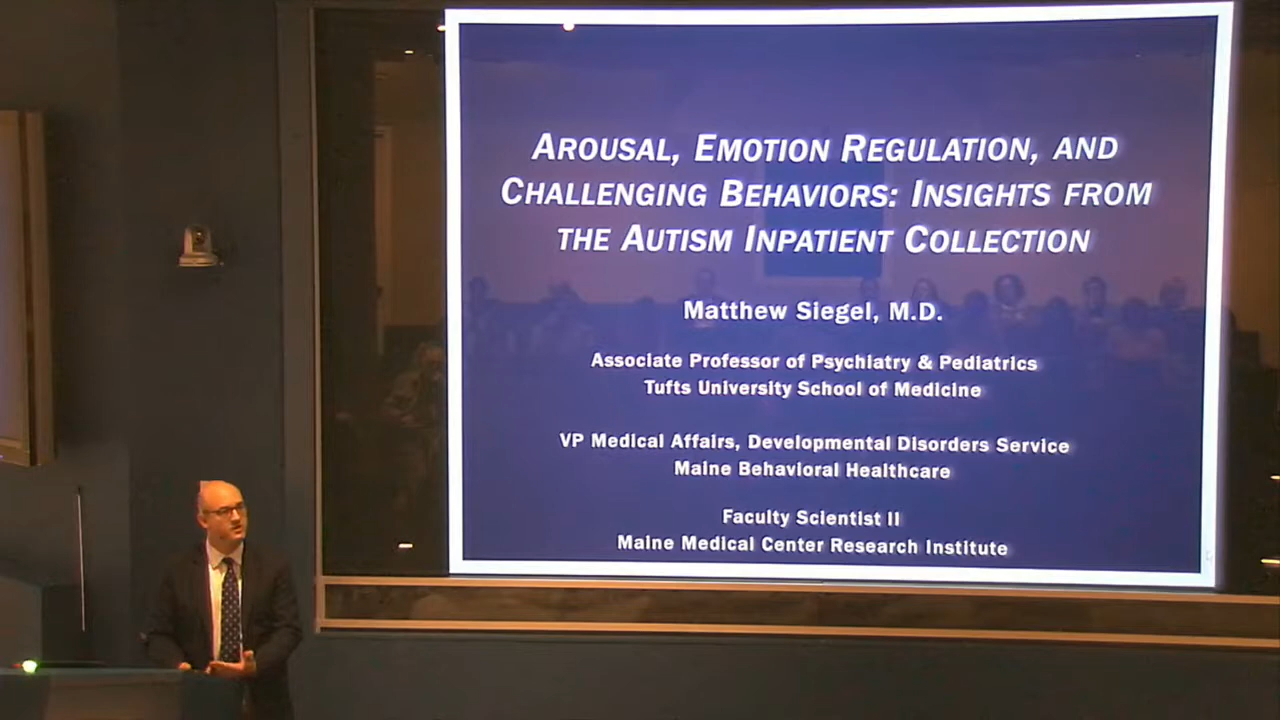 AROUSAL, EMOTION REGULATION, AND
CHALLENGING BEHAVIORS: INSIGHTS FROM
THE AUTISM INPATIENT COLLECTION
Matthew Siegel, M.D.
Associate Professor of Psychiatry & Pediatrics
Tufts University School of Medicine
VP Medical Affairs, Developmental Disorders Service
Maine Behavioral Healthcare
Faculty Scientist II
Maine Medical Center Research Institute